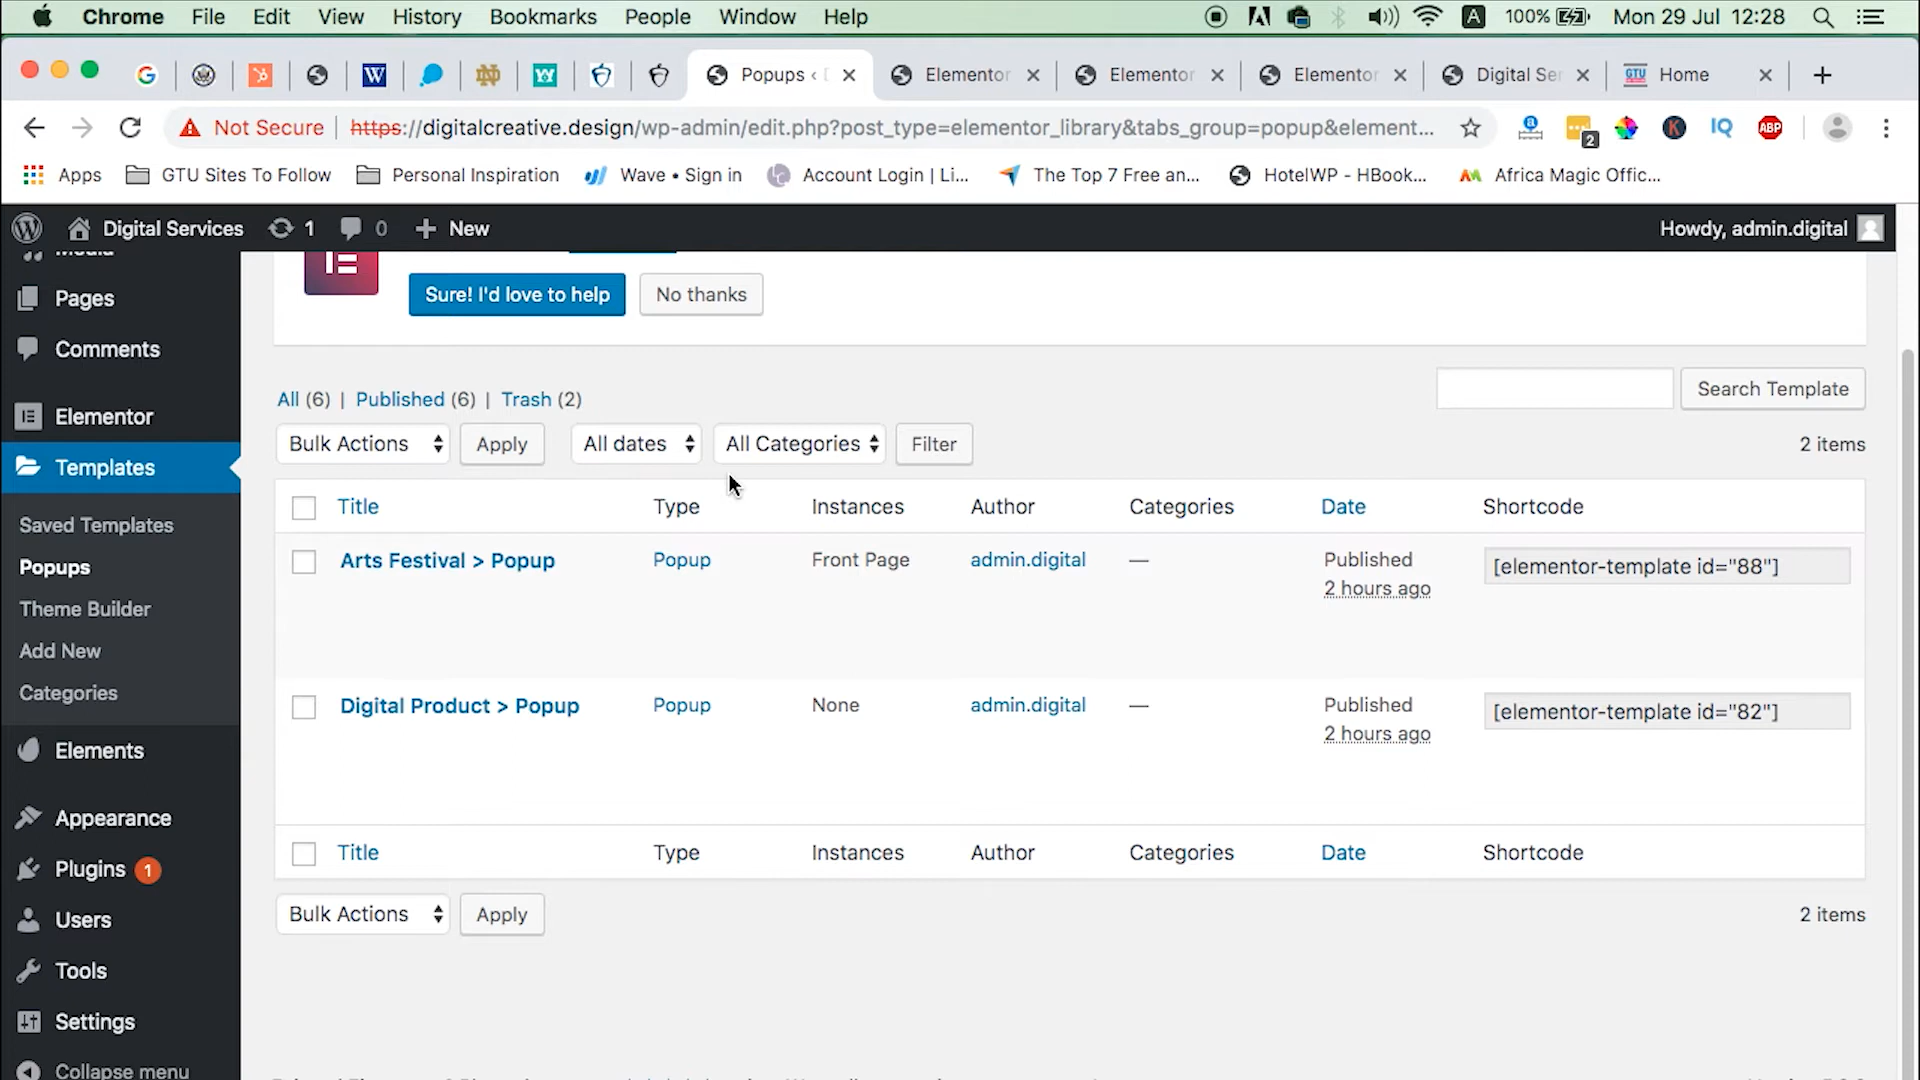 Chrome File Edit View History Bookmarks People Window Help 100% Mon 29 Jul 12:28
Popups ‹ Elementor Elementor Elementor Digital Ser Home
Not Secure https://digitalcreative.design/wp-admin/edit.php?post_type=elementor_library&tabs_group=popup&element... 2 K IQ ABP
Apps GTU Sites To Follow Personal Inspiration Wave • Sign in Account Login | Li... The Top 7 Free an... HotelWP - HBook... Africa Magic Offic...
Digital Services 1 0 + New Howdy, admin.digital
Media
Pages
Comments
Elementor
Templates
Saved Templates
Popups
Theme Builder
Add New
Categories
Elements
Appearance
Plugins 1
Users
Tools
Settings
Collapse menu
Sure! I'd love to help No thanks
All (6) | Published (6) | Trash (2) Search Template
Bulk Actions Apply All dates All Categories Filter 2 items
Title Type Instances Author Categories Date Shortcode
Arts Festival > Popup Popup Front Page admin.digital — Published [elementor-template id="88"]
2 hours ago
Digital Product > Popup Popup None admin.digital — Published [elementor-template id="82"]
2 hours ago
Title Type Instances Author Categories Date Shortcode
Bulk Actions Apply 2 items